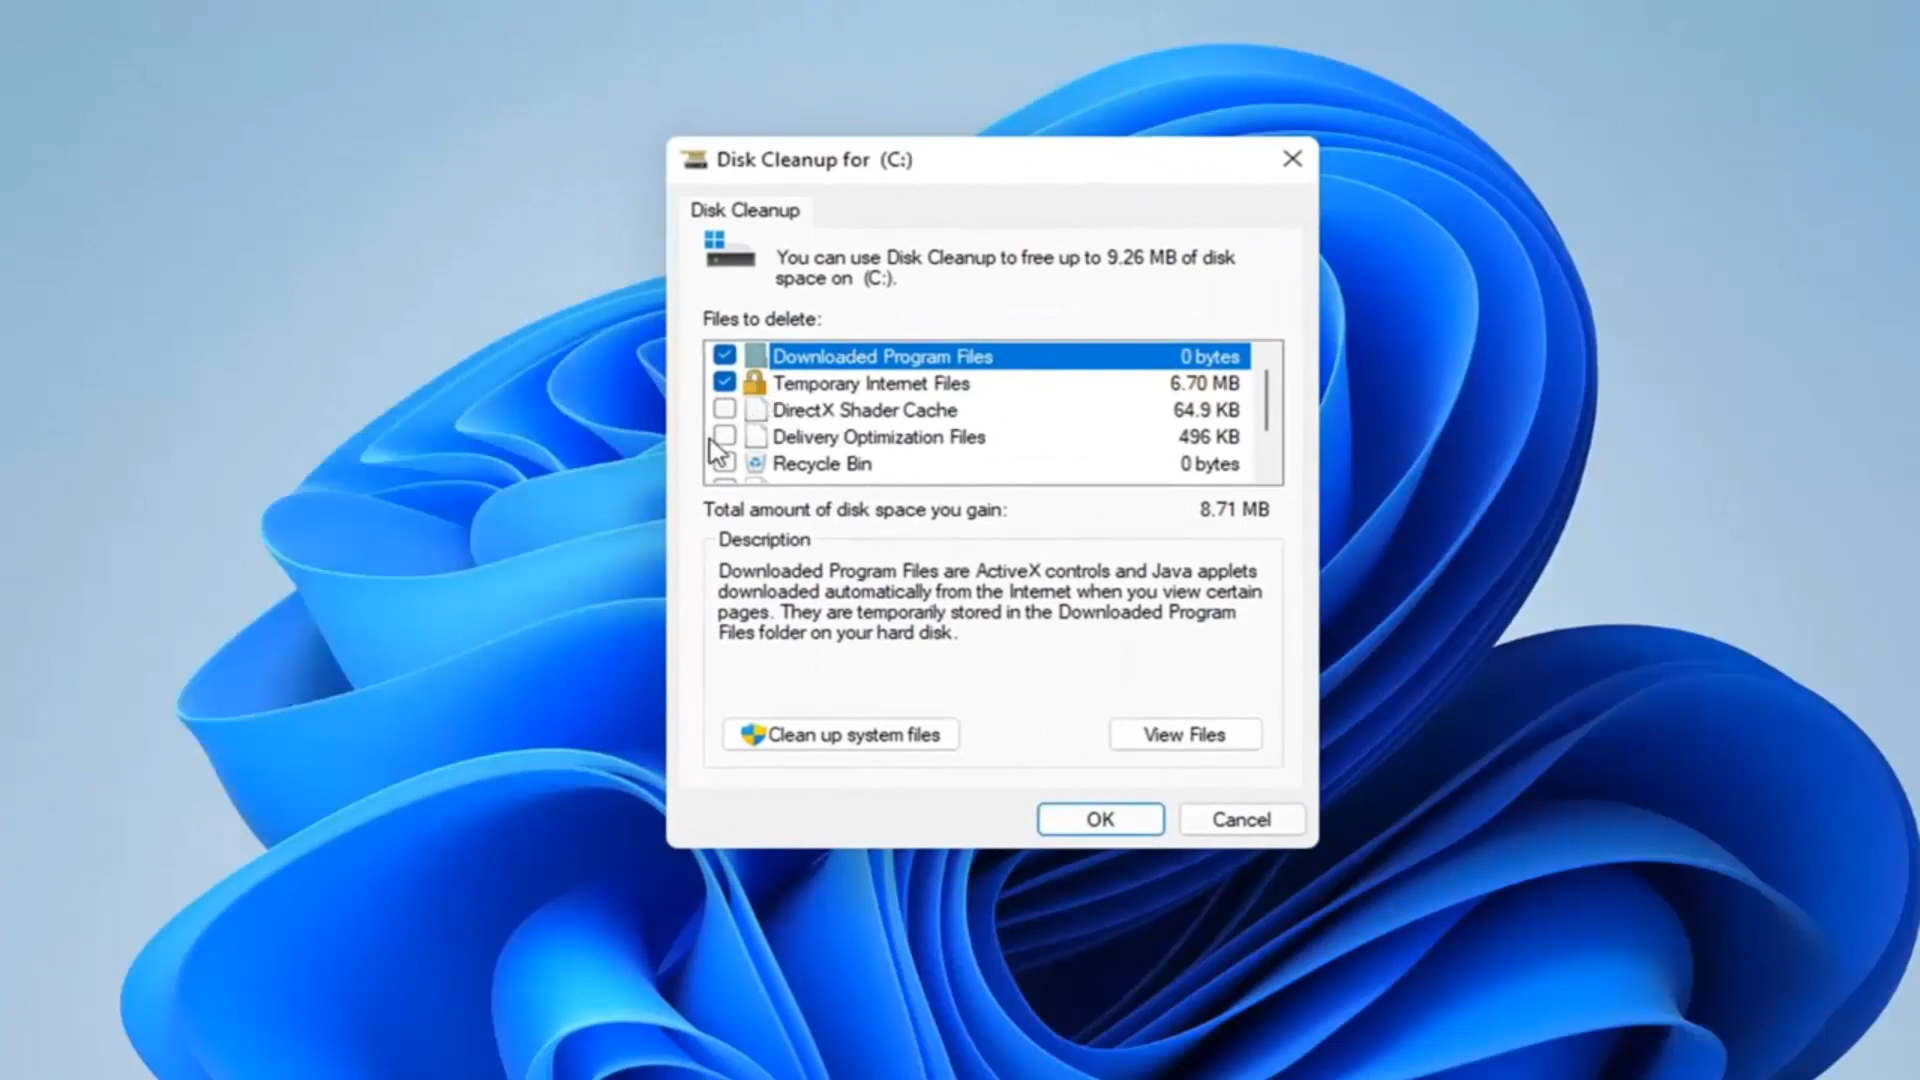 Disk Cleanup for (C:)
Disk Cleanup
You can use Disk Cleanup to free up to 9.26 MB of disk
space on (C:).
Files to delete:
Downloaded Program Files 0 bytes
Temporary Internet Files 6.70 MB
DirectX Shader Cache 64.9 KB
Delivery Optimization Files 496 KB
Recycle Bin 0 bytes
Total amount of disk space you gain: 8.71 MB
Description
Downloaded Program Files are ActiveX controls and Java applets
downloaded automatically from the Internet when you view certain
pages. They are temporarily stored in the Downloaded Program
Files folder on your hard disk.
Clean up system files View Files
OK Cancel